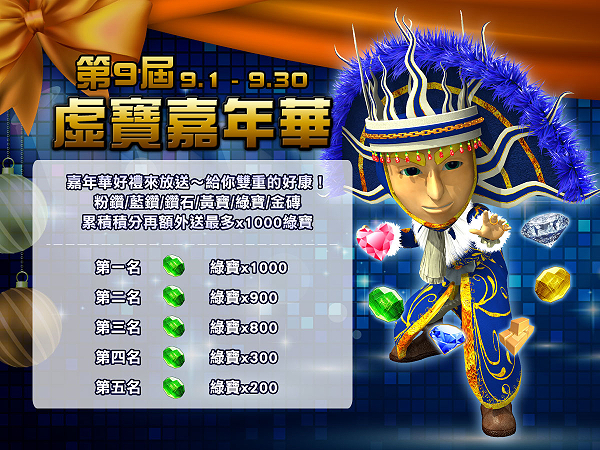 第9屆 9.1 - 9.30
虛寶嘉年華
嘉年華好禮來放送～給你雙重的好康！
粉鑽/藍鑽/鑽石/黃寶/綠寶/金磚
累積積分再額外送最多x1000綠寶
第一名 綠寶x1000
第二名 綠寶x900
第三名 綠寶x800
第四名 綠寶x300
第五名 綠寶x200